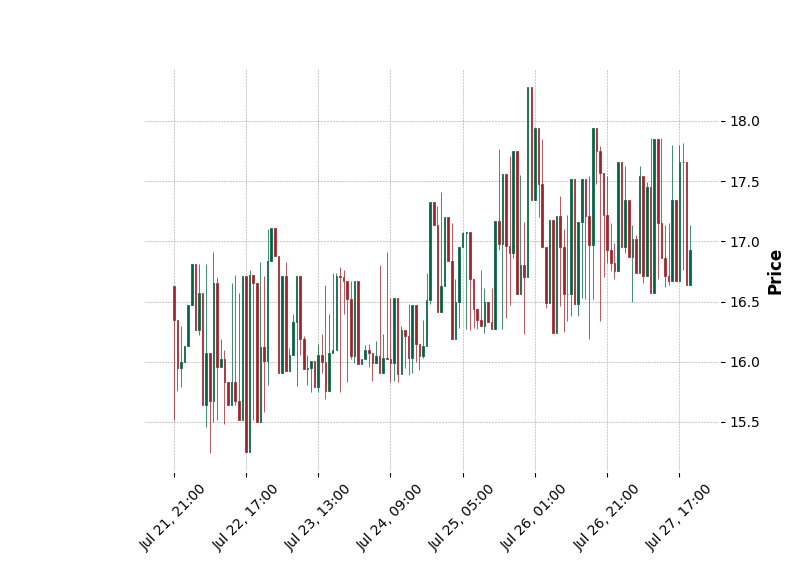 18.0
17.5
17.0
16.5
16.0
15.5
Price
Jul 21, 21:00
Jul 22, 17:00
Jul 23, 13:00
Jul 24, 09:00
Jul 25, 05:00
Jul 26, 01:00
Jul 26, 21:00
Jul 27, 17:00